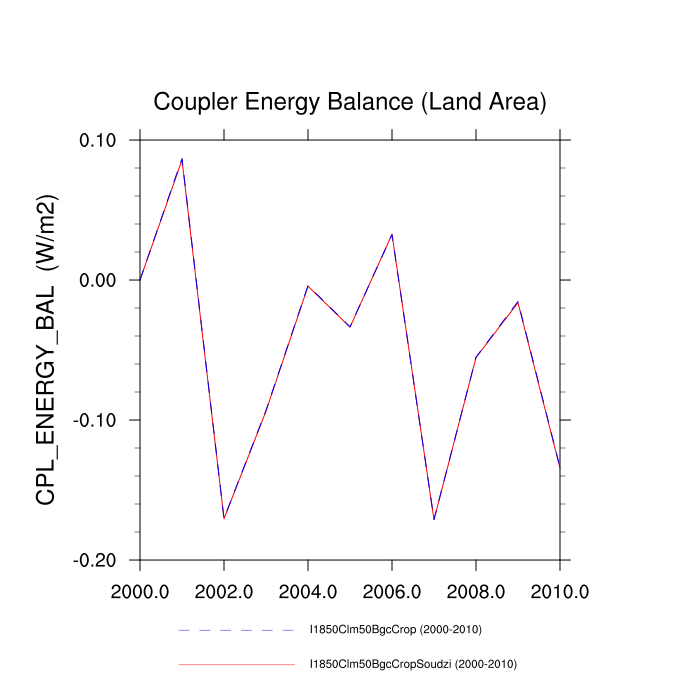 Coupler Energy Balance (Land Area)
CPL_ENERGY_BAL (W/m2)
0.10
0.00
-0.10
-0.20
2000.0 2002.0 2004.0 2006.0 2008.0 2010.0
I1850Clm50BgcCrop (2000-2010)
I1850Clm50BgcCropSoudzi (2000-2010)